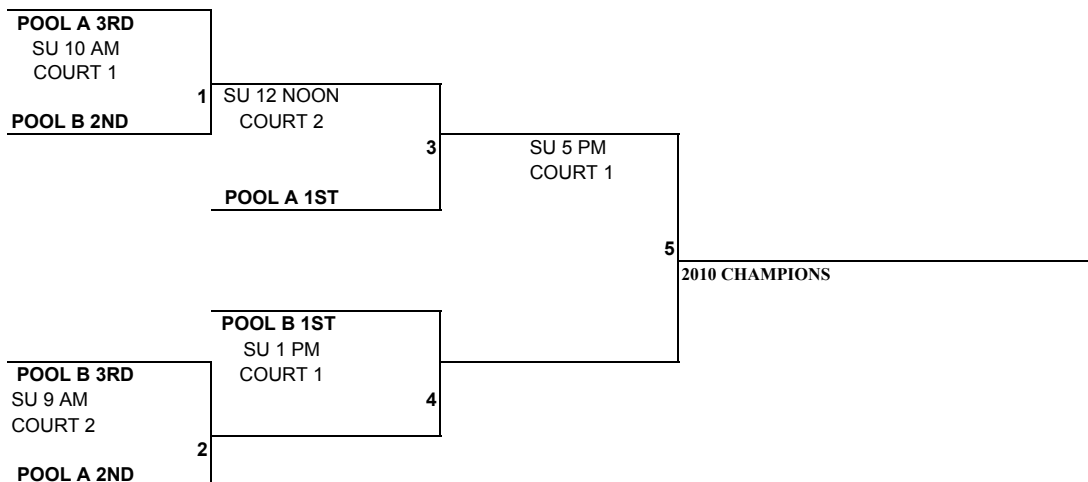 POOL A 3RD
SU 10 AM
COURT 1
1
SU 12 NOON
POOL B 2ND
COURT 2
3
SU 5 PM
COURT 1
POOL A 1ST
5
2010 CHAMPIONS
POOL B 1ST
SU 1 PM
POOL B 3RD
COURT 1
SU 9 AM
4
COURT 2
2
POOL A 2ND